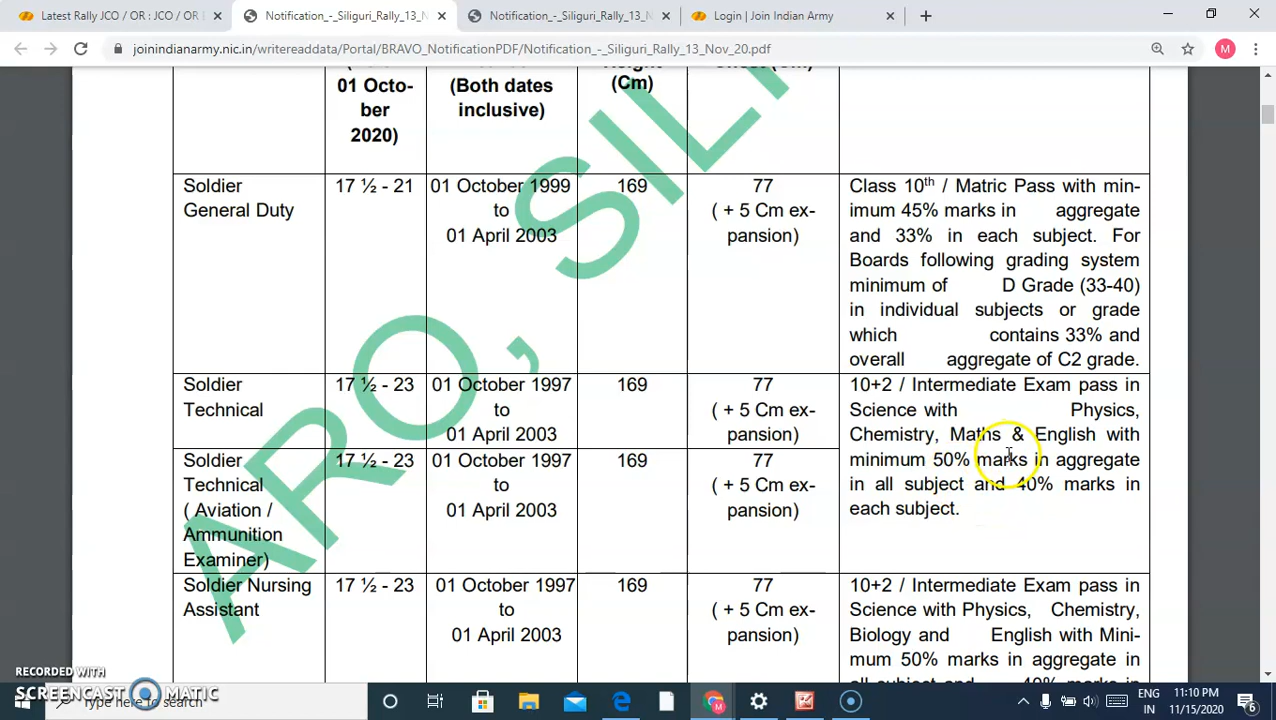 Latest Rally JCO / OR : JCO / OR E
Notification_-_Siliguri_Rally_13_N
Notification_-_Siliguri_Rally_13_N
Login | Join Indian Army
joinindianarmy.nic.in/writereaddata/Portal/BRAVO_NotificationPDF/Notification_-_Siliguri_Rally_13_Nov_20.pdf
M
01 Octo-
ber
2020)
(Both dates
inclusive)
(Cm)
Soldier
General Duty
17 ½ - 21
01 October 1999
to
01 April 2003
169
77
( + 5 Cm ex-
pansion)
Class 10th / Matric Pass with min-
imum 45% marks in aggregate
and 33% in each subject. For
Boards following grading system
minimum of D Grade (33-40)
in individual subjects or grade
which contains 33% and
overall aggregate of C2 grade.
Soldier
Technical
17 ½ - 23
01 October 1997
to
01 April 2003
169
77
( + 5 Cm ex-
pansion)
10+2 / Intermediate Exam pass in
Science with Physics,
Chemistry, Maths & English with
minimum 50% marks in aggregate
in all subject and 40% marks in
each subject.
Soldier
Technical
( Aviation /
Ammunition
Examiner)
17 ½ - 23
01 October 1997
to
01 April 2003
169
77
( + 5 Cm ex-
pansion)
Soldier Nursing
Assistant
17 ½ - 23
01 October 1997
to
01 April 2003
169
77
( + 5 Cm ex-
pansion)
10+2 / Intermediate Exam pass in
Science with Physics, Chemistry,
Biology and English with Mini-
mum 50% marks in aggregate in
ARO, SIL
RECORDED WITH
SCREENCAST MATIC
Type here to search
ENG
IN
11:10 PM
11/15/2020
6